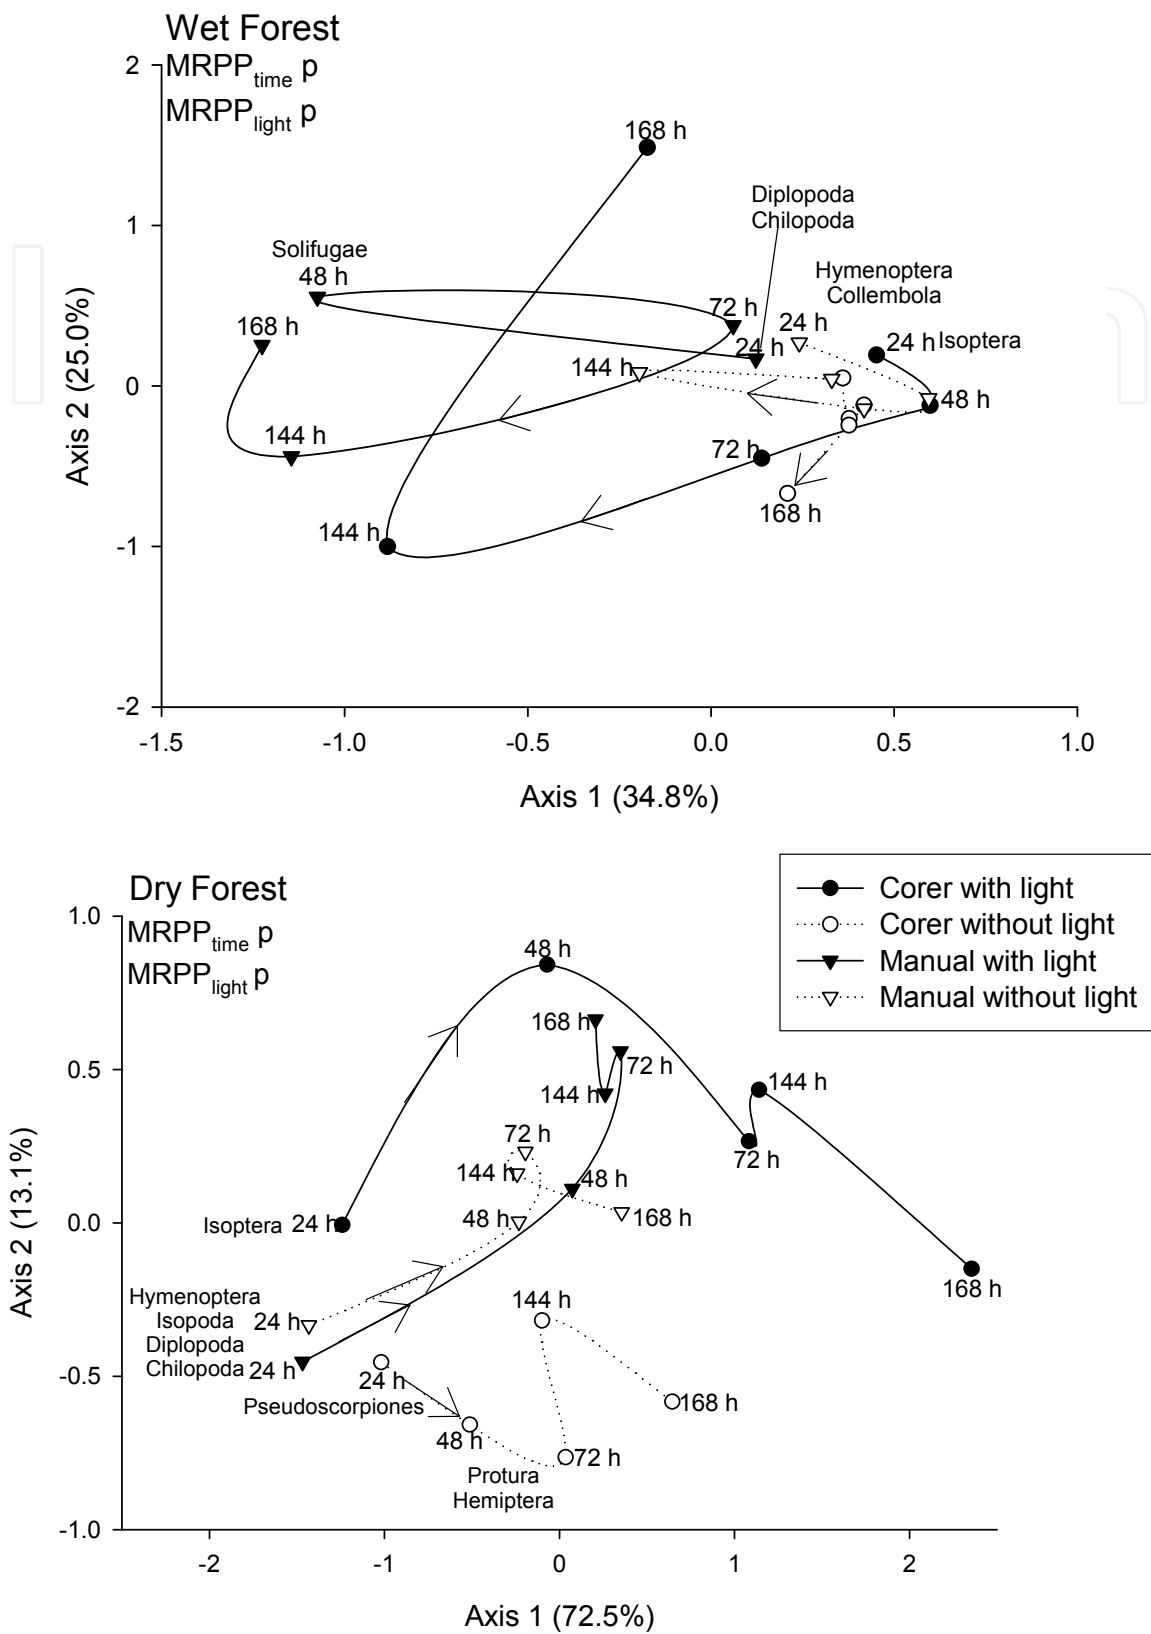 Wet Forest
MRPPtime p
MRPPlight p
2
1
0
-1
-2
Axis 2 (25.0%)
168 h
Diplopoda
Chilopoda
Solifugae
48 h
Hymenoptera
Collembola
72 h
24 h
168 h
24 h
24 h Isoptera
144 h
48 h
144 h
72 h
168 h
144 h
-1.5
-1.0
-0.5
0.0
0.5
1.0
Axis 1 (34.8%)
Corer with light
Corer without light
Manual with light
Manual without light
Dry Forest
MRPPtime p
MRPPlight p
1.0
0.5
0.0
-0.5
-1.0
Axis 2 (13.1%)
48 h
168 h
72 h
144 h
144 h
72 h
72 h
144 h
48 h
Isoptera 24 h
48 h
168 h
168 h
Hymenoptera
Isopoda
Diplopoda
Chilopoda
24 h
24 h
144 h
24 h
Pseudoscorpiones
168 h
48 h
72 h
Protura
Hemiptera
-2
-1
0
1
2
Axis 1 (72.5%)